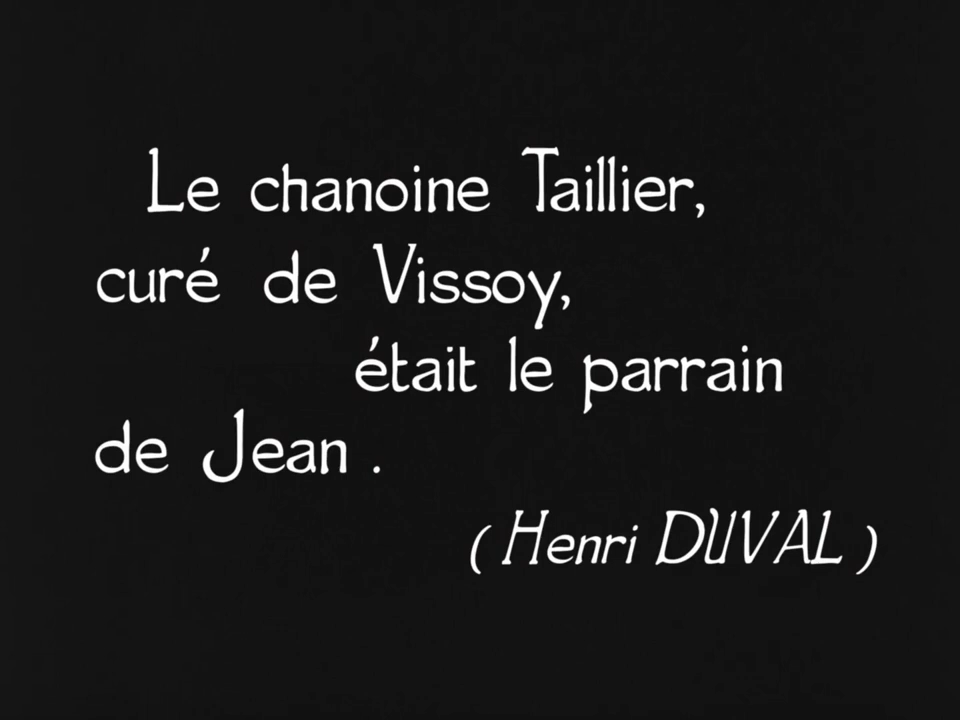 Le chanoine Taillier,
curé de Vissoy,
était le parrain
de Jean .
( Henri DUVAL )